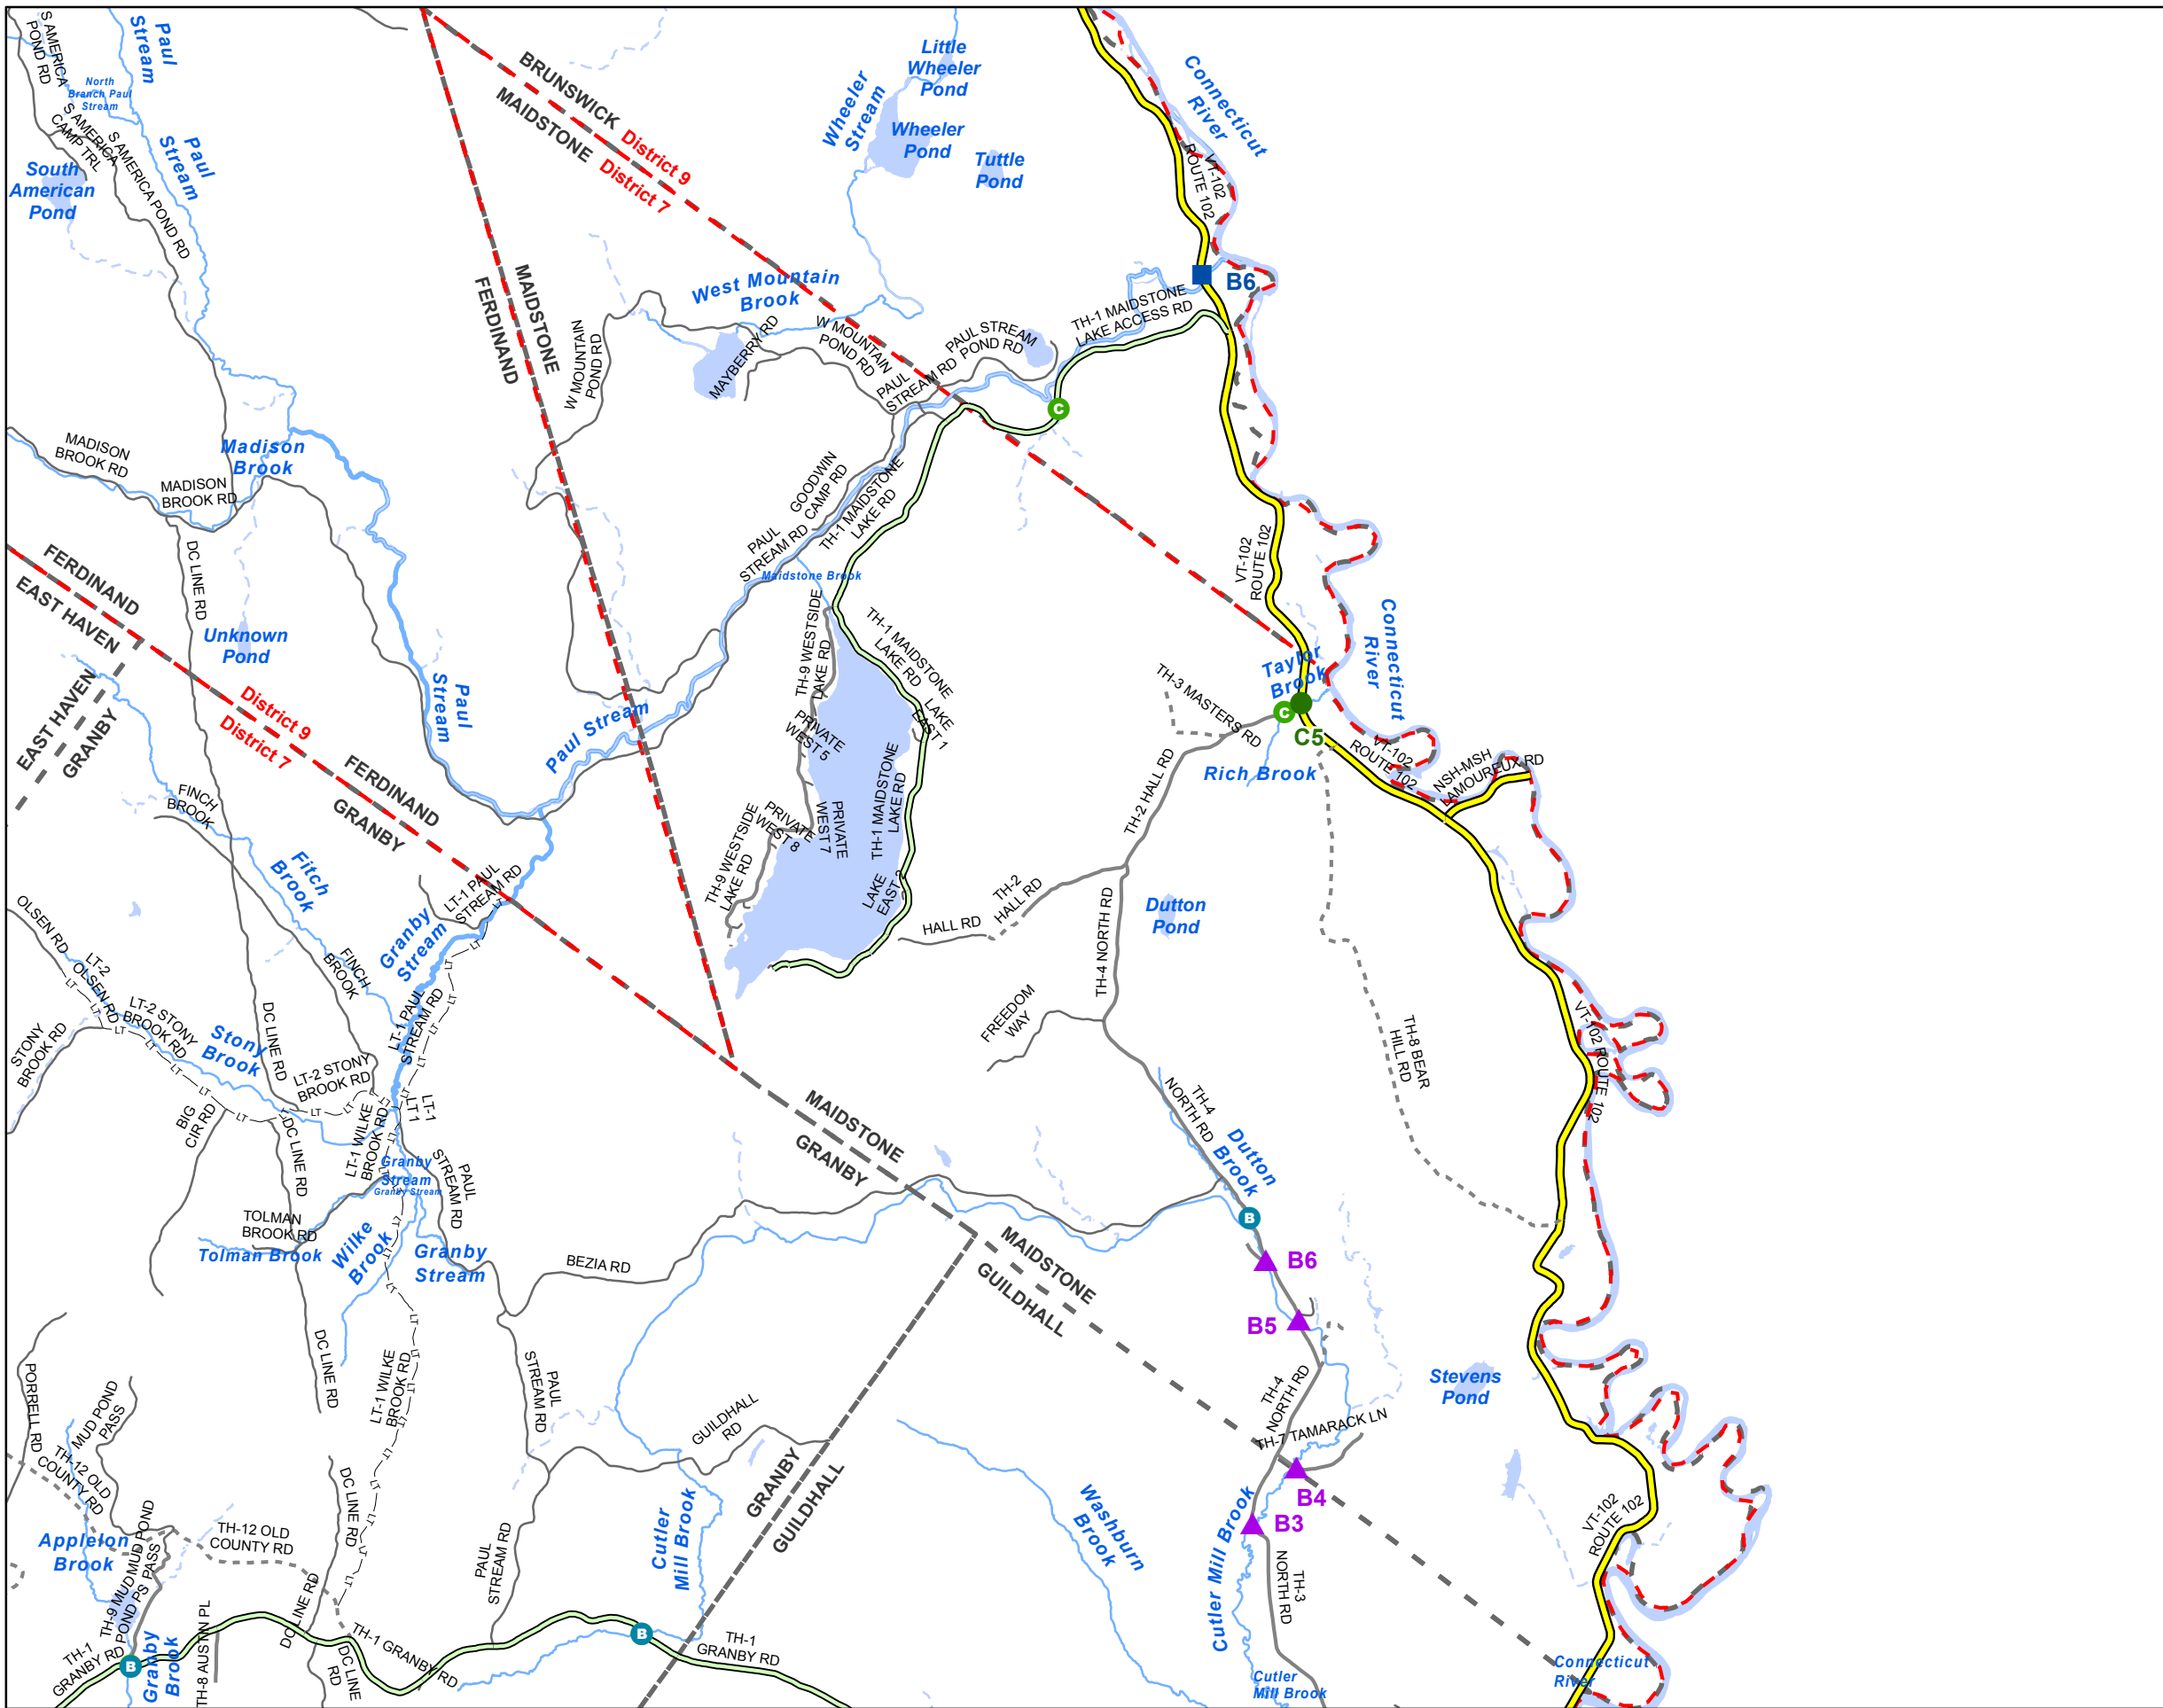 S AMERICA
POND RD
Paul
Stream
North
Branch Paul
Stream
S AMERICA
CAMP TRL
S AMERICA POND RD
Paul
Stream
South
American
Pond
BRUNSWICK District 9
MAIDSTONE District 7
Little
Wheeler
Pond
Wheeler
Stream
Wheeler
Pond
Tuttle
Pond
Connecticut
River
VT-102
ROUTE 102
B6
MAIDSTONE
FERDINAND
West Mountain
Brook
W MOUNTAIN
POND RD
MAYBERRY RD
W MOUNTAIN
POND RD
PAUL
STREAM RD
PAUL STREAM
POND RD
TH-1 MAIDSTONE
LAKE ACCESS RD
C
MADISON
BROOK RD
Madison
Brook
MADISON
BROOK RD
DC LINE RD
GOODWIN
CAMP RD
PAUL
STREAM RD
TH-1 MAIDSTONE
LAKE RD
Maidstone Brook
VT-102
ROUTE 102
FERDINAND
EAST HAVEN
EAST HAVEN
GRANBY
Unknown
Pond
District 9
District 7
Paul
Stream
Paul Stream
TH-9 WESTSIDE
LAKE RD
TH-1 MAIDSTONE
LAKE RD
LAKE
EAST 1
PRIVATE
WEST 5
TH-1 MAIDSTONE
LAKE RD
PRIVATE
WEST 7
PRIVATE
WEST 8
TH-9 WESTSIDE
LAKE RD
LAKE
EAST 2
Connecticut
River
Taylor
Brook
TH-3 MASTERS RD
C
C5
Rich Brook
VT-102
ROUTE 102
NSH-MSH
LAMOUREUX RD
TH-2 HALL RD
TH-2
HALL RD
HALL RD
TH-4 NORTH RD
Dutton
Pond
FERDINAND
GRANBY
FINCH
BROOK
Fitch
Brook
LT-1 PAUL
STREAM RD
Granby
Stream
FINCH
BROOK
OLSEN RD
LT-2
OLSEN RD
LT-2 STONY
BROOK RD
STONY
BROOK RD
Stony
Brook
DC LINE RD
LT-1 PAUL
STREAM RD
LT-2 STONY
BROOK RD
BIG
CIR RD
DC LINE RD
LT-1 WILKE
BROOK RD
LT-1
LT 1
Granby
Stream
Granby Stream
PAUL
STREAM RD
TOLMAN
BROOK RD
Tolman Brook
Wilke
Brook
Granby
Stream
FREEDOM
WAY
TH-4
NORTH RD
Dutton
Brook
TH-8 BEAR
HILL RD
VT-102 ROUTE 102
MAIDSTONE
GRANBY
BEZIA RD
B
B6
MAIDSTONE
GUILDHALL
B5
Stevens
Pond
TH-4
NORTH RD
TH-7 TAMARACK LN
B4
B3
DC LINE RD
LT-1 WILKE
BROOK RD
PAUL
STREAM RD
GUILDHALL
RD
GRANBY
GUILDHALL
PORRELL RD
MUD POND
PASS
TH-12 OLD
COUNTY RD
DC LINE RD
TH-12 OLD
COUNTY RD
Applelon
Brook
MUD POND
PASS
TH-9 MUD
POND PS
PAUL
STREAM RD
Cutler
Mill Brook
Washburn
Brook
Cutler Mill Brook
TH-3
NORTH RD
VT-102
ROUTE 102
DC LINE RD
TH-1
GRANBY RD
B
Granby
Brook
TH-8 AUSTIN PL
DC LINE
RD
TH-1 GRANBY RD
B
TH-1
GRANBY RD
Cutler
Mill Brook
Connecticut
River